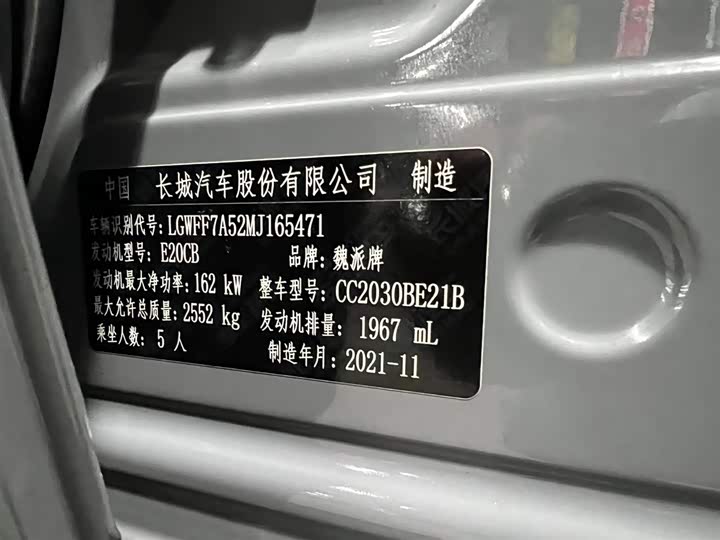 中国 长城汽车股份有限公司 制造
车辆识别代号: LGWFF7A52MJ165471
发动机型号: E20CB 品牌: 魏派牌
发动机最大净功率: 162 kW 整车型号: CC2030BE21B
最大允许总质量: 2552 kg 发动机排量: 1967 mL
乘坐人数: 5 人 制造年月: 2021-11